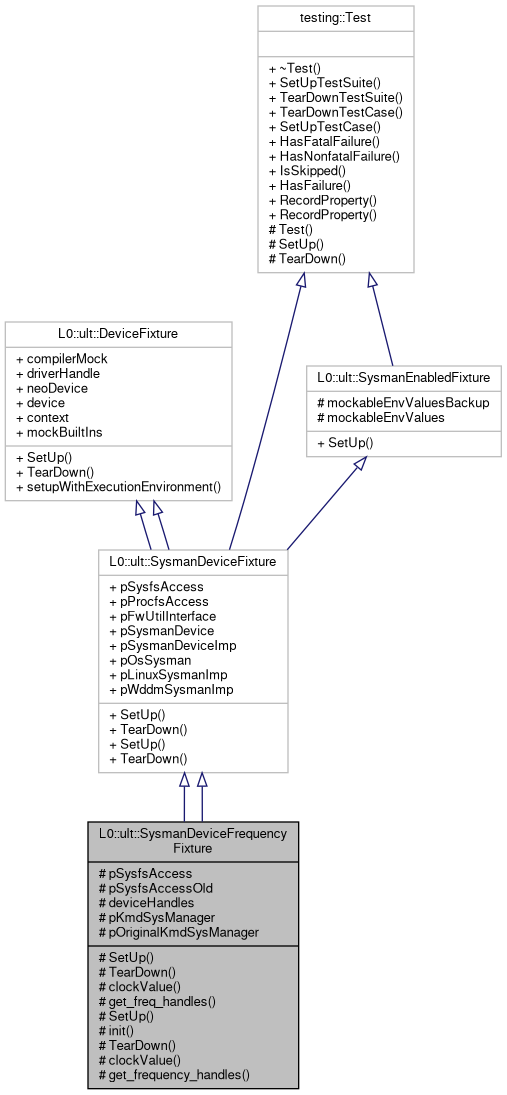 testing::Test
+ ~Test()
+ SetUpTestSuite()
+ TearDownTestSuite()
+ TearDownTestCase()
+ SetUpTestCase()
+ HasFatalFailure()
+ HasNonfatalFailure()
+ IsSkipped()
+ HasFailure()
+ RecordProperty()
+ RecordProperty()
# Test()
# SetUp()
# TearDown()
L0::ult::DeviceFixture
+ compilerMock
+ driverHandle
+ neoDevice
+ device
+ context
+ mockBuiltIns
+ SetUp()
+ TearDown()
+ setupWithExecutionEnvironment()
L0::ult::SysmanEnabledFixture
# mockableEnvValuesBackup
# mockableEnvValues
+ SetUp()
L0::ult::SysmanDeviceFixture
+ pSysfsAccess
+ pProcfsAccess
+ pFwUtilInterface
+ pSysmanDevice
+ pSysmanDeviceImp
+ pOsSysman
+ pLinuxSysmanImp
+ pWddmSysmanImp
+ SetUp()
+ TearDown()
+ SetUp()
+ TearDown()
L0::ult::SysmanDeviceFrequency
Fixture
# pSysfsAccess
# pSysfsAccessOld
# deviceHandles
# pKmdSysManager
# pOriginalKmdSysManager
# SetUp()
# TearDown()
# clockValue()
# get_freq_handles()
# SetUp()
# init()
# TearDown()
# clockValue()
# get_frequency_handles()